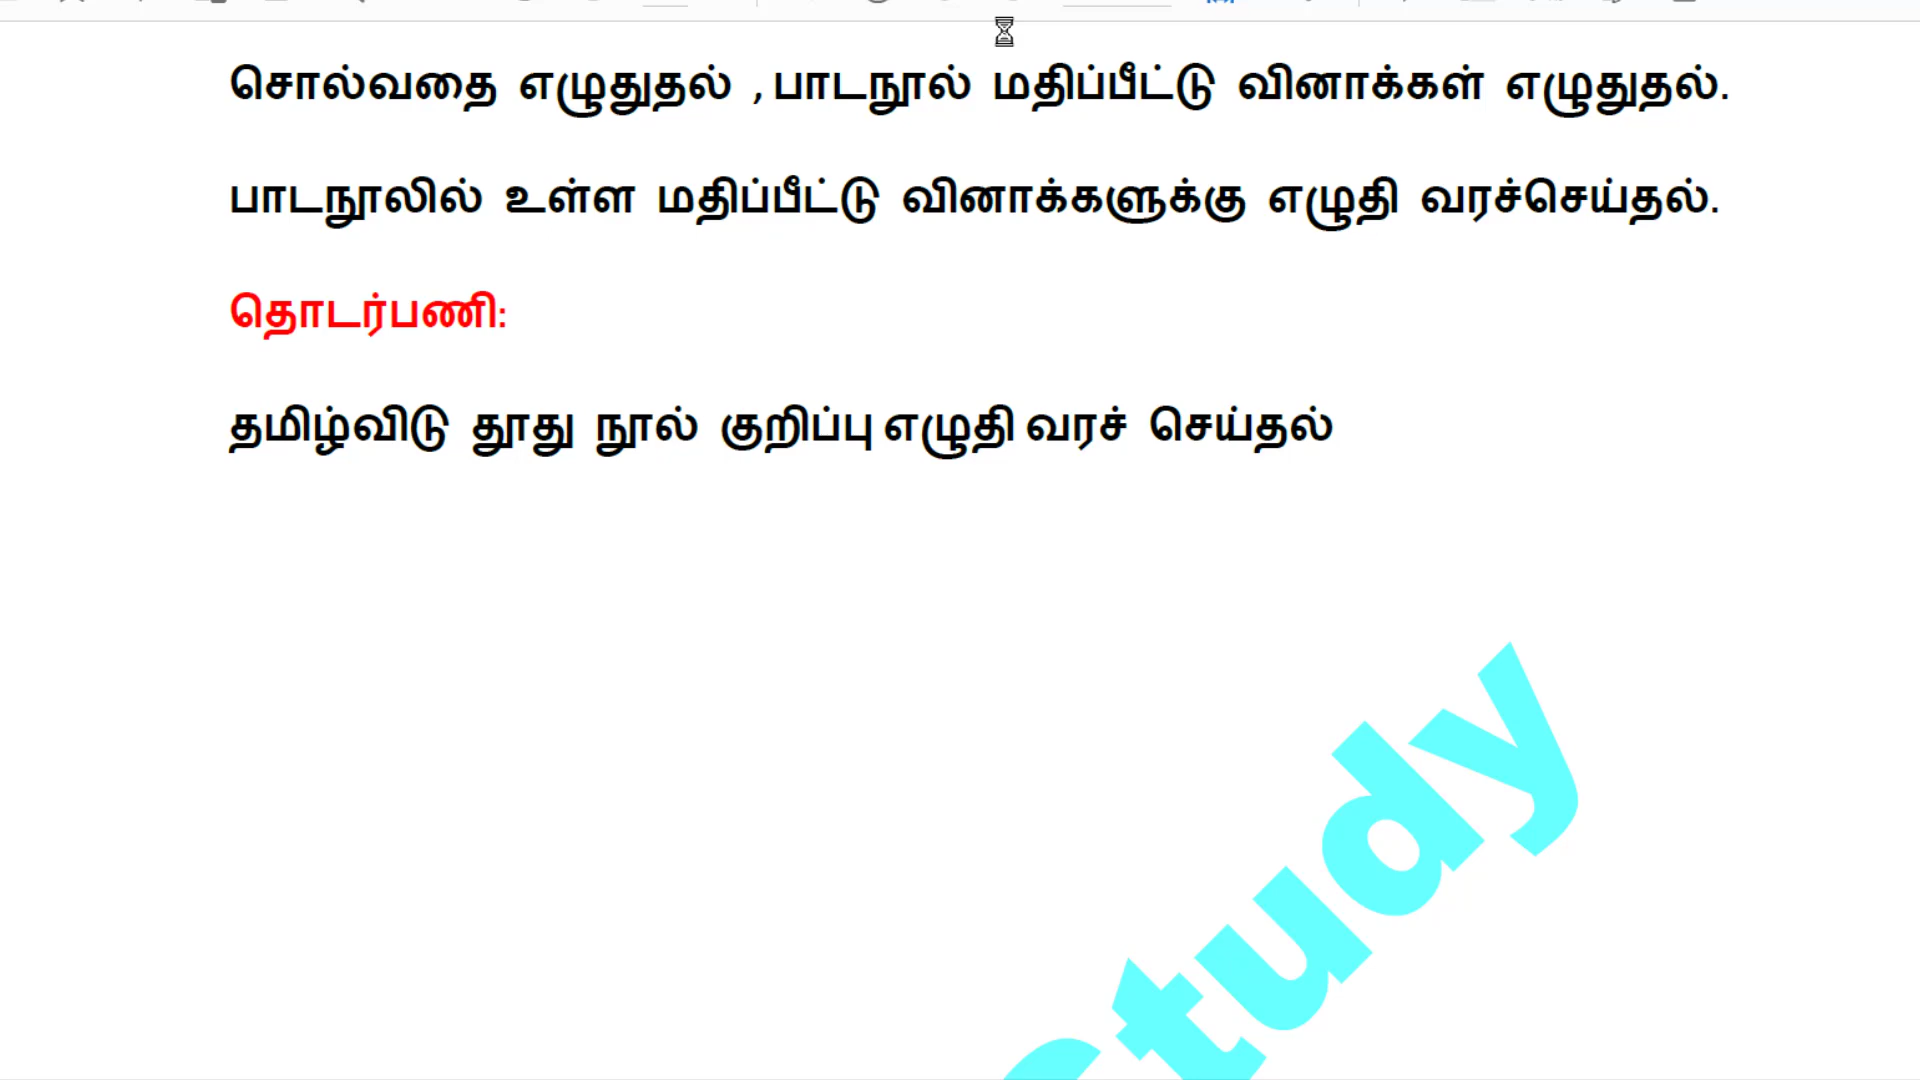 சொல்வதை எழுதுதல் ,பாடநூல் மதிப்பீட்டு வினாக்கள் எழுதுதல்.
பாடநூலில் உள்ள மதிப்பீட்டு வினாக்களுக்கு எழுதி வரச்செய்தல்.
தொடர்பணி:
தமிழ்விடு தூது நூல் குறிப்பு எழுதி வரச் செய்தல்
Study